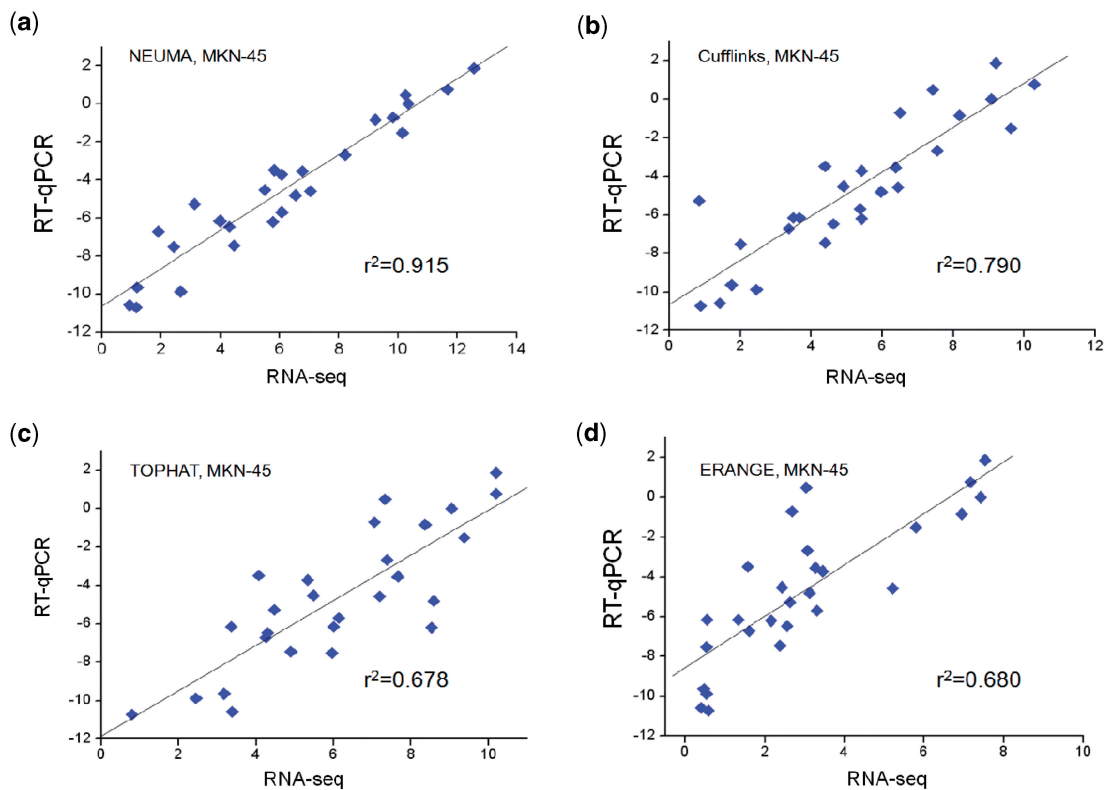 (a)
NEUMA, MKN-45
2
0
-2
-4
-6
-8
-10
-12
RT-qPCR
r²=0.915
0 2 4 6 8 10 12 14
RNA-seq
(b)
Cufflinks, MKN-45
2
0
-2
-4
-6
-8
-10
-12
RT-qPCR
r²=0.790
0 2 4 6 8 10 12
RNA-seq
(c)
TOPHAT, MKN-45
2
0
-2
-4
-6
-8
-10
-12
RT-qPCR
r²=0.678
0 2 4 6 8 10
RNA-seq
(d)
ERANGE, MKN-45
2
0
-2
-4
-6
-8
-10
-12
RT-qPCR
r²=0.680
0 2 4 6 8 10
RNA-seq